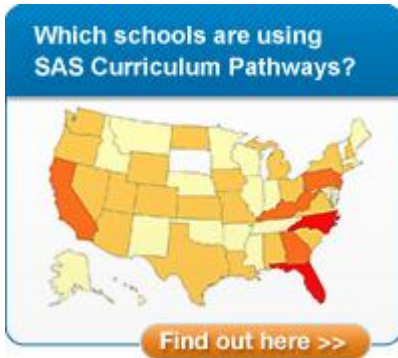 Which schools are using
SAS Curriculum Pathways?
Find out here >>